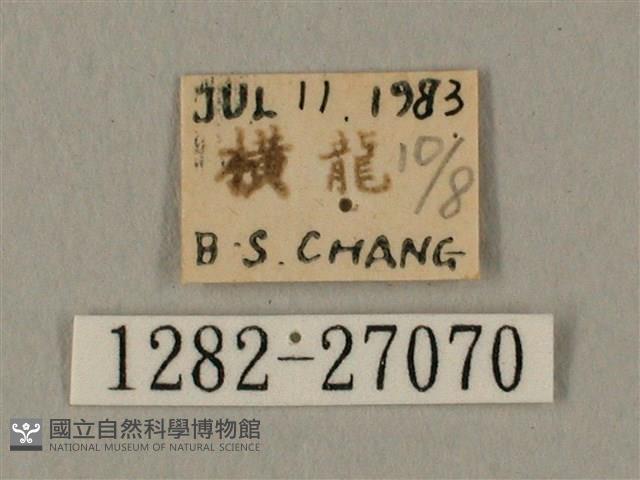 JUL 11. 1983
橫龍 10/8
B.S. CHANG
1282-27070
國立自然科學博物館
NATIONAL MUSEUM OF NATURAL SCIENCE